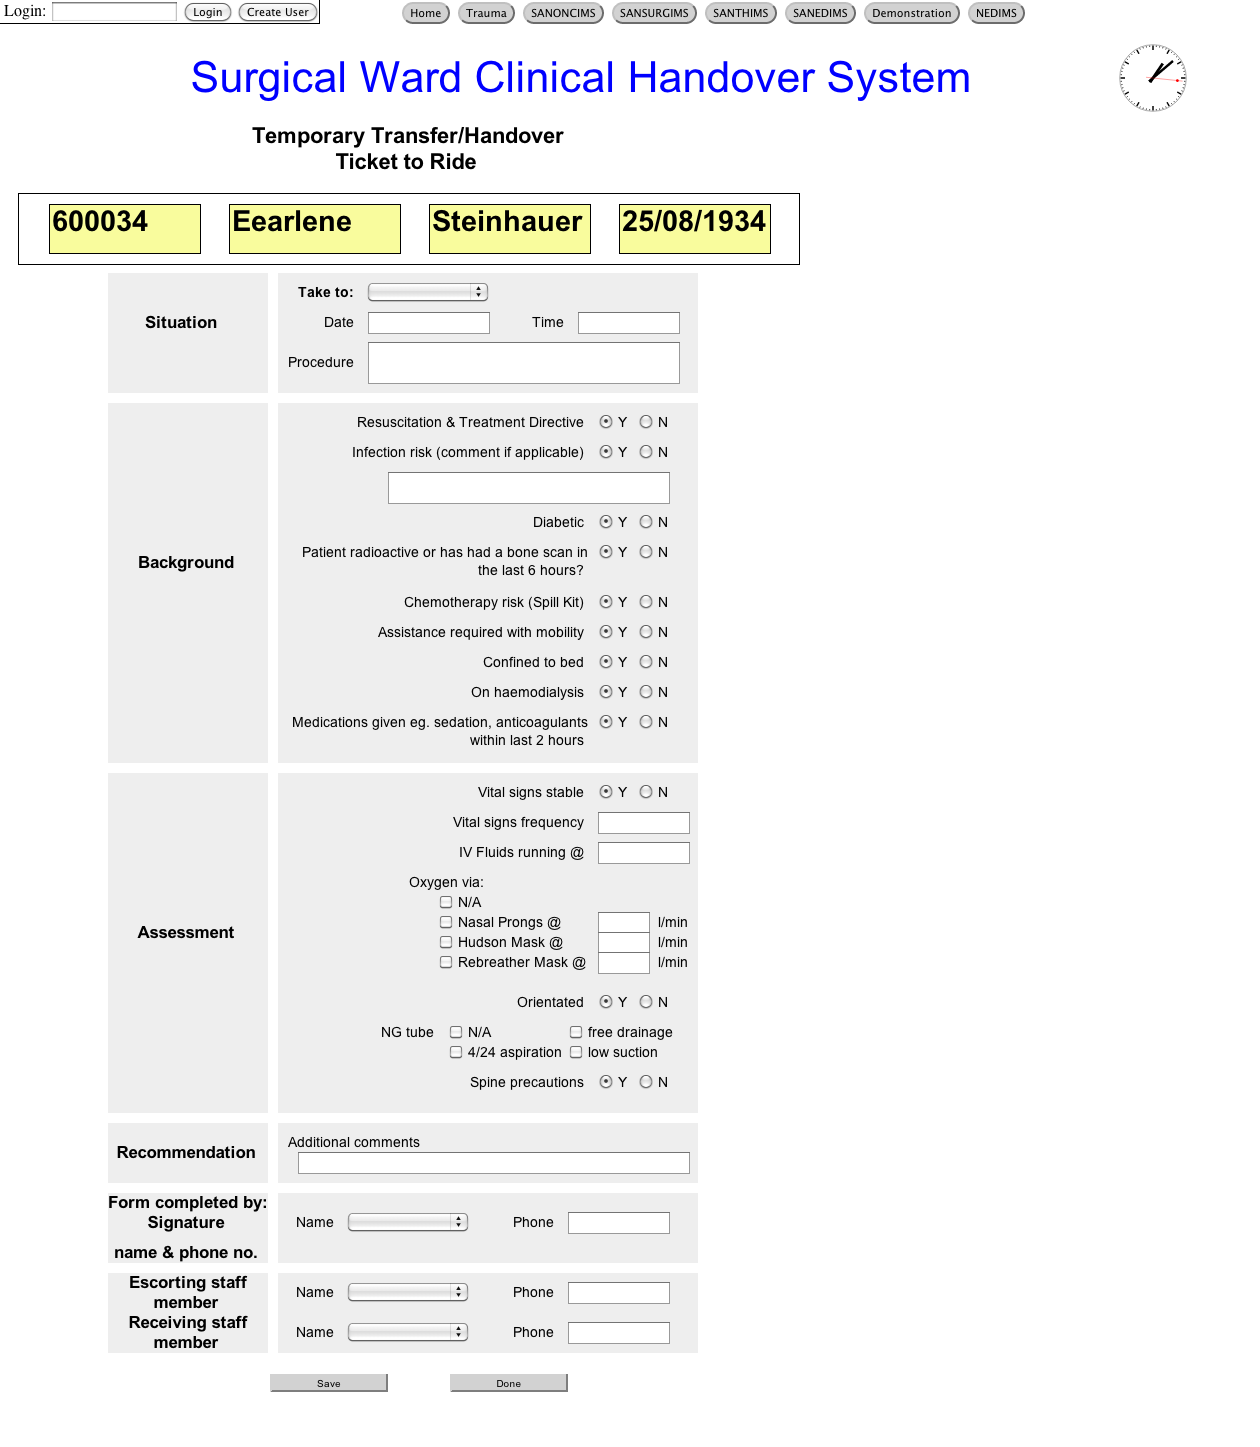 Login: Login Create User Home Trauma SANONCIMS SANSURGIMS SANTHIMS SANEDIMS Demonstration NEDIMS
Surgical Ward Clinical Handover System
Temporary Transfer/Handover
Ticket to Ride
600034 Eearlene Steinhauer 25/08/1934
Take to:
Situation Date Time
Procedure
Resuscitation & Treatment Directive Y N
Infection risk (comment if applicable) Y N
Diabetic Y N
Background
Patient radioactive or has had a bone scan in Y N
the last 6 hours?
Chemotherapy risk (Spill Kit) Y N
Assistance required with mobility Y N
Confined to bed Y N
On haemodialysis Y N
Medications given eg. sedation, anticoagulants Y N
within last 2 hours
Vital signs stable Y N
Vital signs frequency
IV Fluids running @
Oxygen via:
N/A
Nasal Prongs @ l/min
Assessment
Hudson Mask @ l/min
Rebreather Mask @ l/min
Orientated Y N
NG tube N/A free drainage
4/24 aspiration low suction
Spine precautions Y N
Recommendation
Additional comments
Form completed by:
Signature
name & phone no.
Name Phone
Escorting staff
member
Name Phone
Receiving staff
member
Name Phone
Save Done